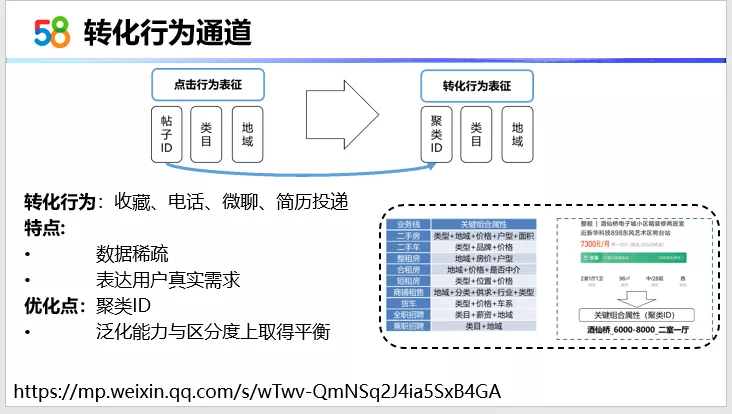 58 转化行为通道
点击行为表征
转化行为表征
帖子ID 类目 地域
聚类ID 类目 地域
转化行为：收藏、电话、微聊、简历投递
特点:
• 数据稀疏
• 表达用户真实需求
优化点：聚类ID
• 泛化能力与区分度上取得平衡
业务线 关键组合属性
二手房 类型+地域+价格+户型+面积
二手车 类型+品牌+价格
整租房 地域+房价+户型
合租房 地域+价格+是否中介
短租房 类型+位置+价格
商铺租售 地域+分类+供求+行业+类型
货车 类型+价格+车系
全职招聘 类目+薪资+地域
兼职招聘 类目+地域
整租 | 酒仙桥电子城小区精装修两居室
近新华科技898东风艺术区将台站
7300元/月
2室1厅1卫 96㎡ 中/28层 西
关键组合属性（聚类ID）
酒仙桥_6000-8000_二室一厅
https://mp.weixin.qq.com/s/wTwv-QmNSq2J4ia5SxB4GA